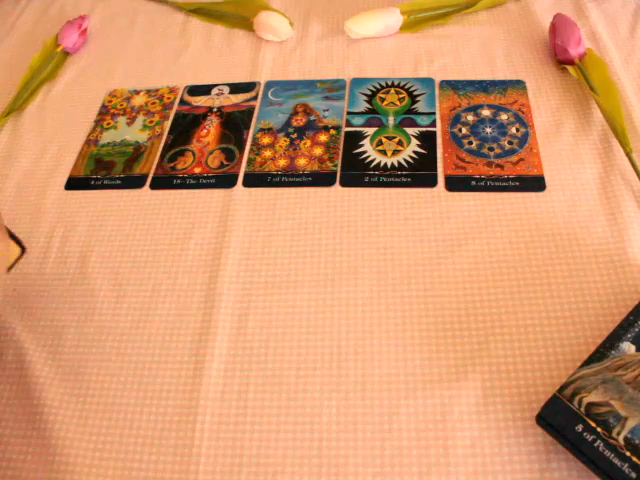 4 of Wands
15 - The Devil
7 of Pentacles
2 of Pentacles
8 of Pentacles
5 of Pentacles